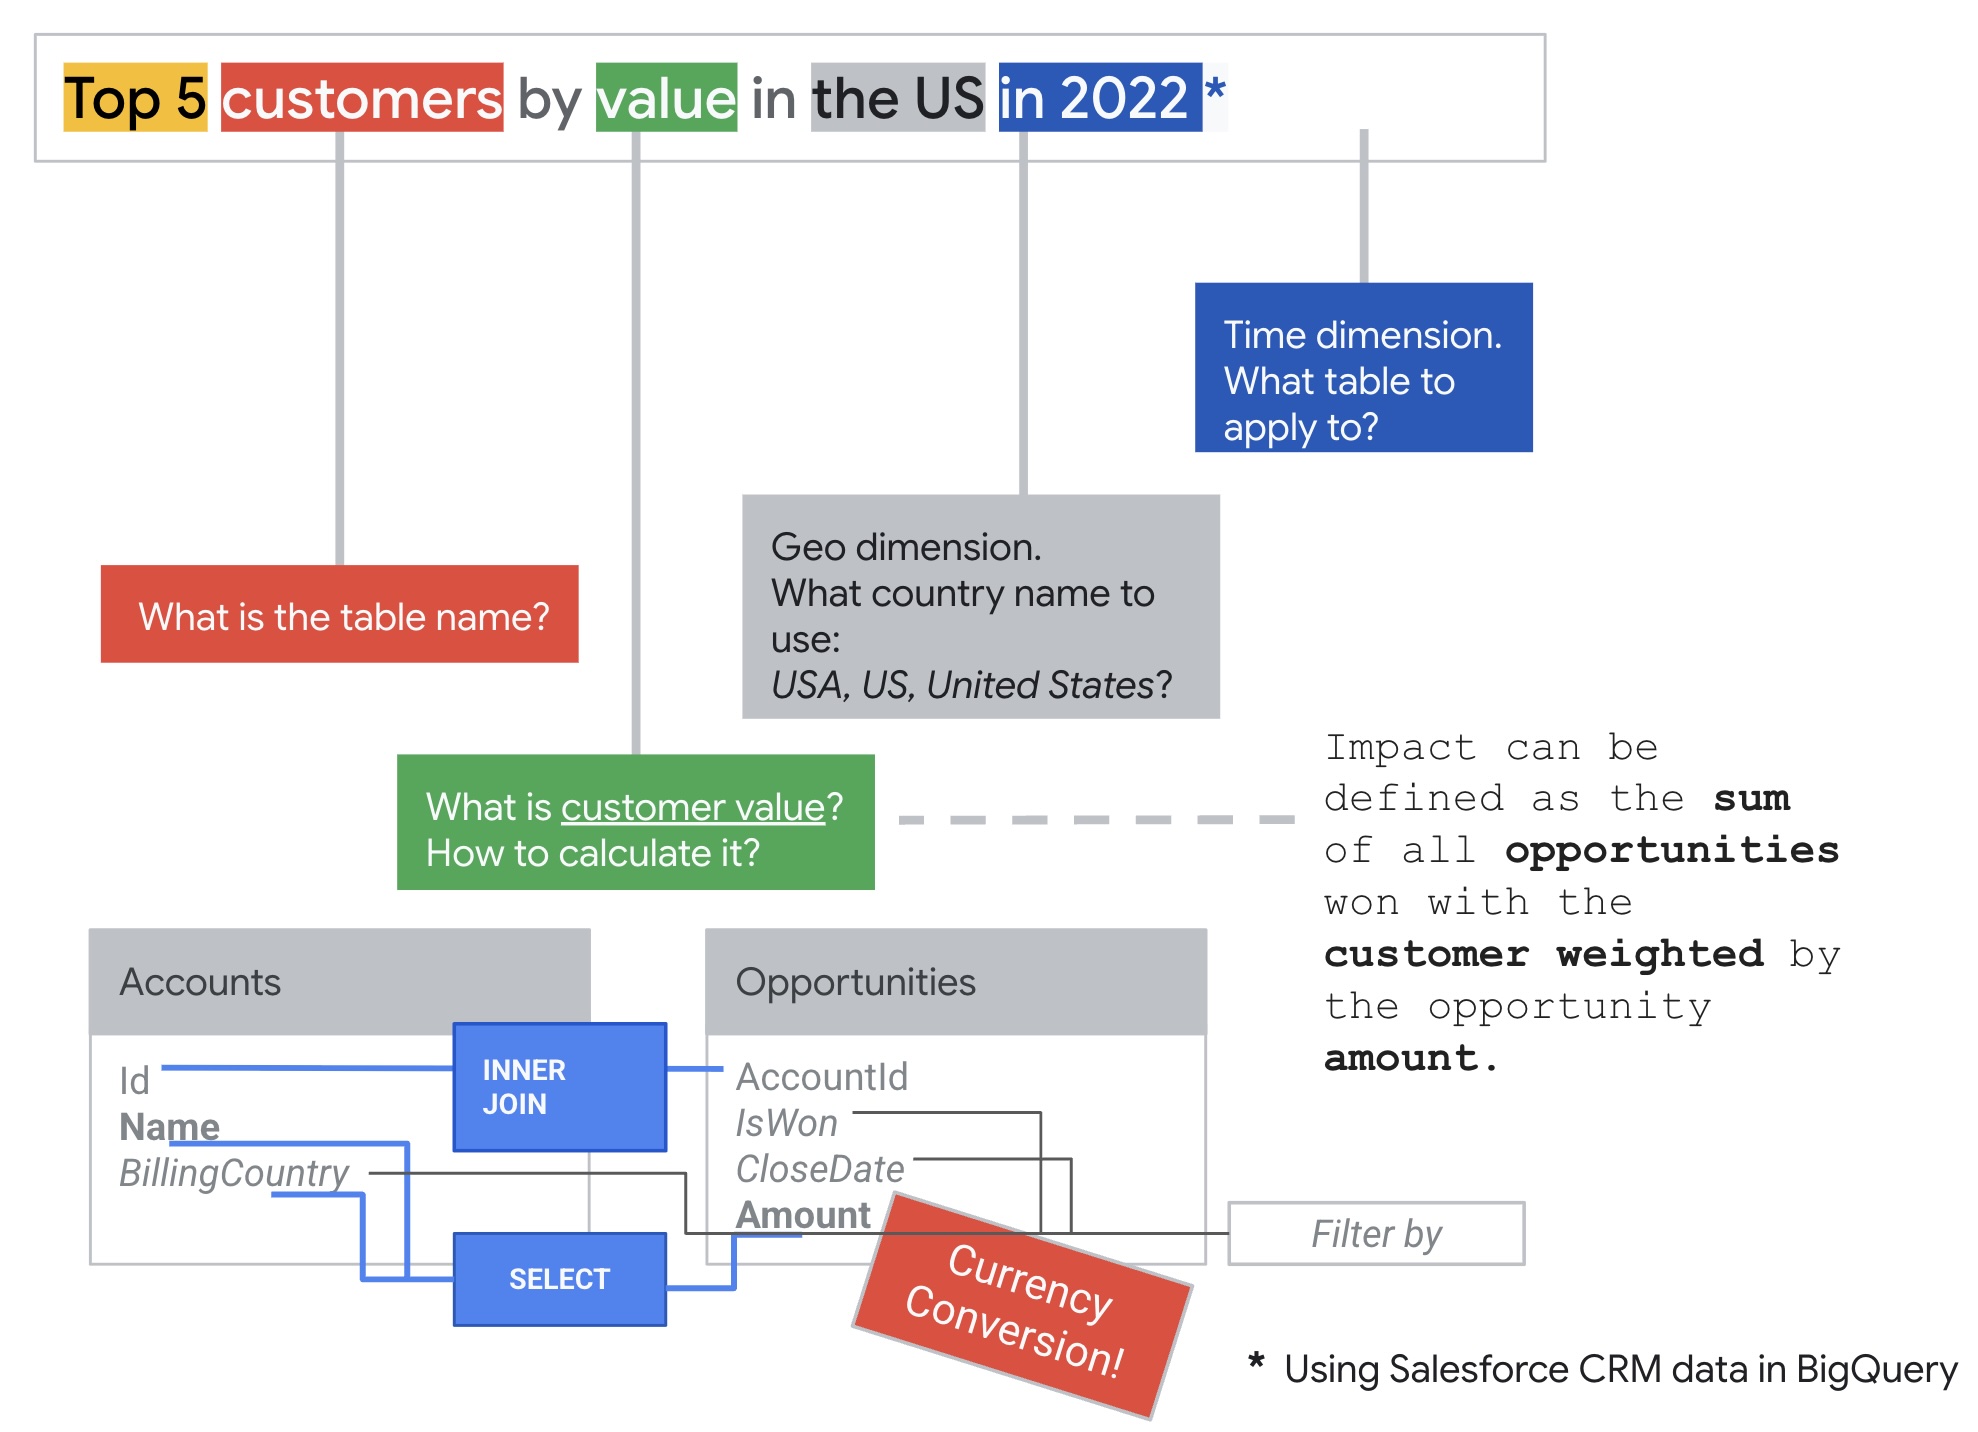 Top 5 customers by value in the US in 2022 *
Time dimension.
What table to
apply to?
Geo dimension.
What country name to
use:
USA, US, United States?
What is the table name?
What is customer value?
How to calculate it?
Impact can be
defined as the sum
of all opportunities
won with the
customer weighted by
the opportunity
amount.
Accounts
Id
Name
BillingCountry
INNER
JOIN
SELECT
Opportunities
AccountId
IsWon
CloseDate
Amount
Currency
Conversion!
Filter by
* Using Salesforce CRM data in BigQuery